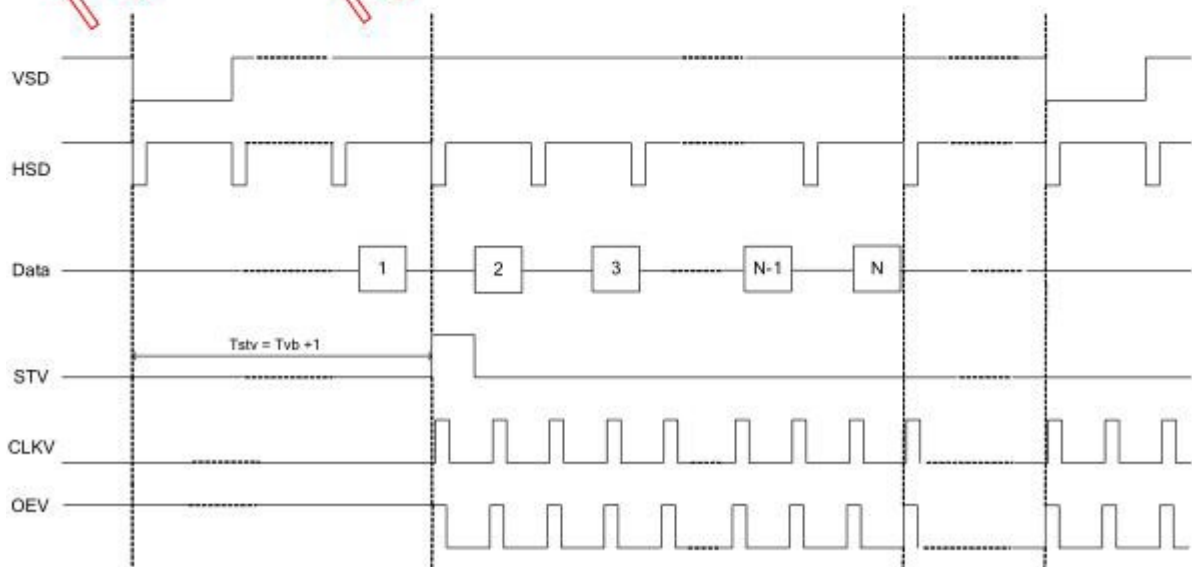 VSD
HSD
Data 1 2 3 N-1 N
Tstv = Tvb +1
STV
CLKV
OEV